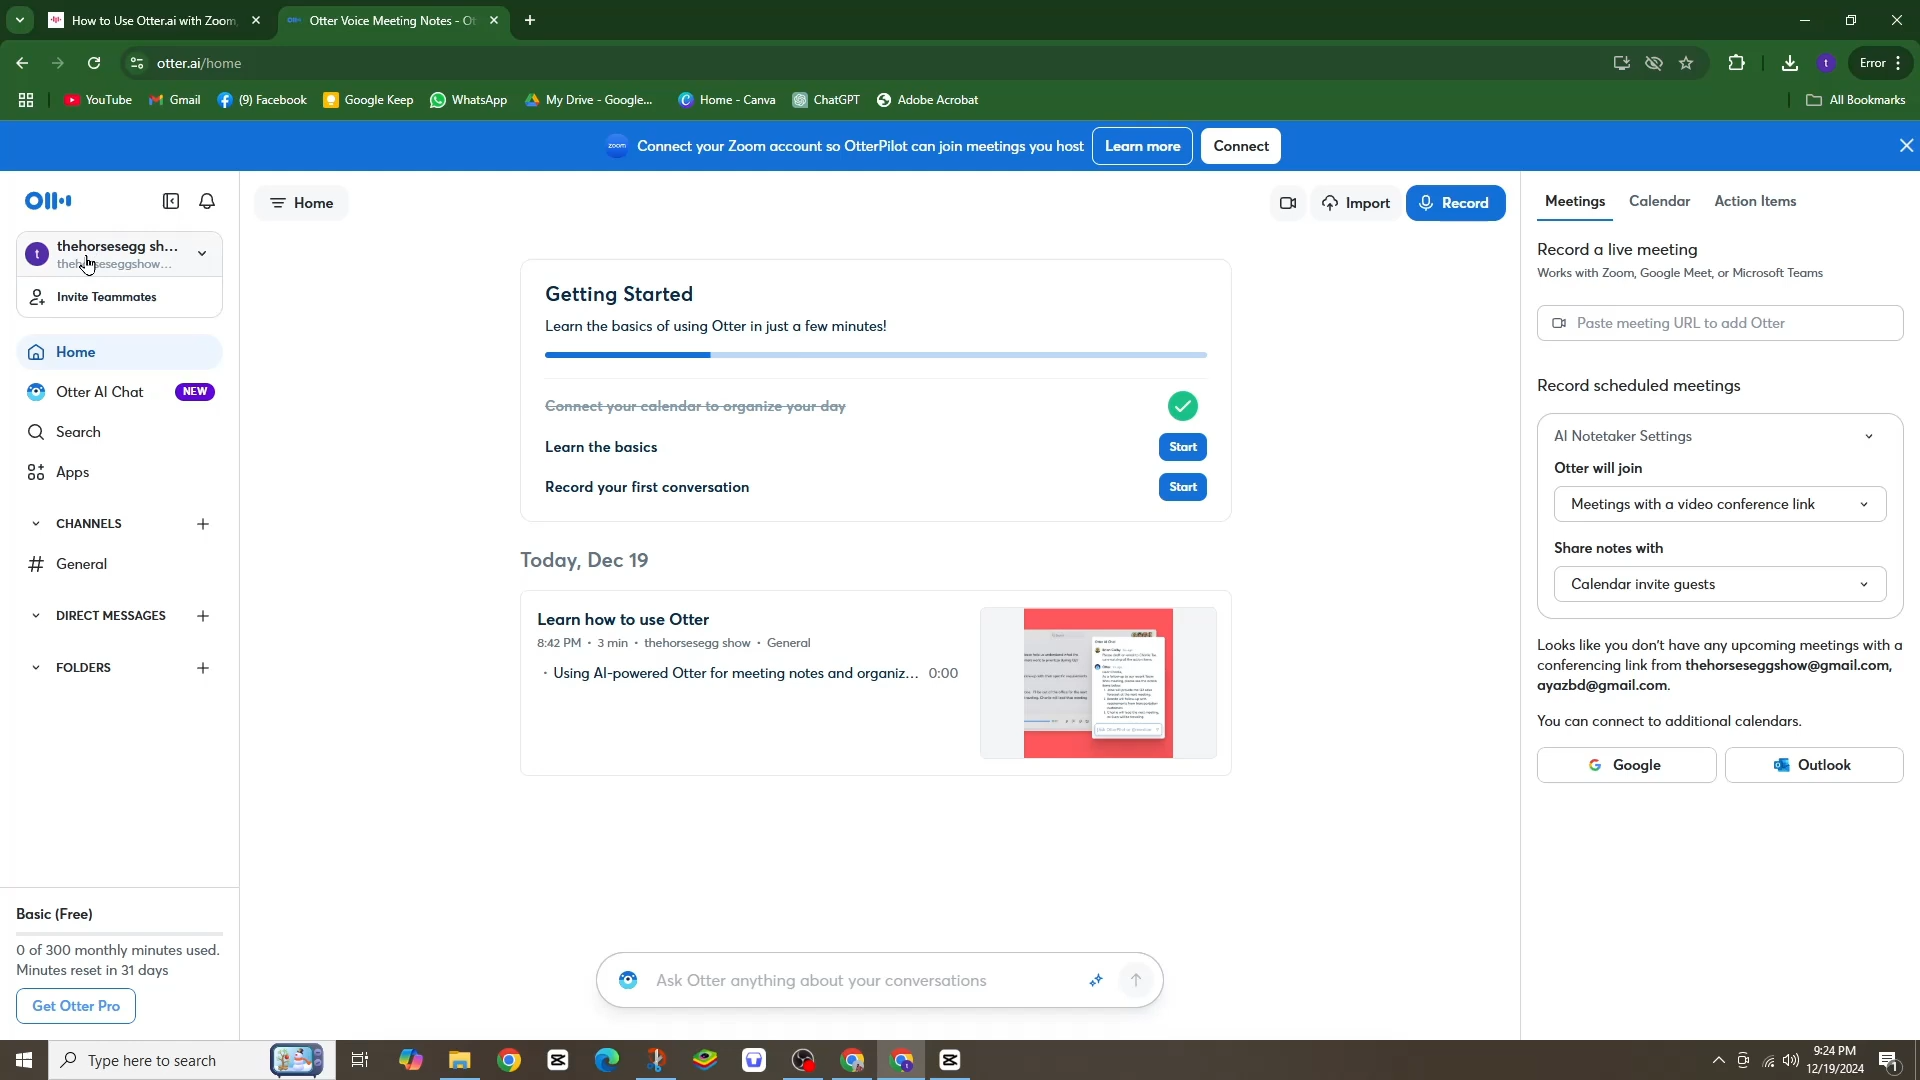 How to Use Otter.ai with Zoom
Otter Voice Meeting Notes - Ot
otter.ai/home
Error
YouTube
Gmail
(9) Facebook
Google Keep
WhatsApp
My Drive - Google...
Home - Canva
ChatGPT
Adobe Acrobat
All Bookmarks
zoom
Connect your Zoom account so OtterPilot can join meetings you host
Learn more
Connect
Home
Import
Record
t
thehorsesegg sh...
Invite Teammates
Home
Otter AI Chat
NEW
Search
Apps
CHANNELS
General
DIRECT MESSAGES
FOLDERS
Basic (Free)
0 of 300 monthly minutes used.
Minutes reset in 31 days
Get Otter Pro
Getting Started
Learn the basics of using Otter in just a few minutes!
Connect your calendar to organize your day
Learn the basics
Start
Record your first conversation
Start
Today, Dec 19
Learn how to use Otter
8:42 PM • 3 min • thehorsesegg show • General
· Using AI-powered Otter for meeting notes and organiz... 0:00
Ask Otter anything about your conversations
Meetings
Calendar
Action Items
Record a live meeting
Works with Zoom, Google Meet, or Microsoft Teams
Paste meeting URL to add Otter
Record scheduled meetings
AI Notetaker Settings
Otter will join
Meetings with a video conference link
Share notes with
Calendar invite guests
Looks like you don't have any upcoming meetings with a
conferencing link from thehorseseggshow@gmail.com,
ayazbd@gmail.com.
You can connect to additional calendars.
Google
Outlook
Type here to search
9:24 PM
12/19/2024